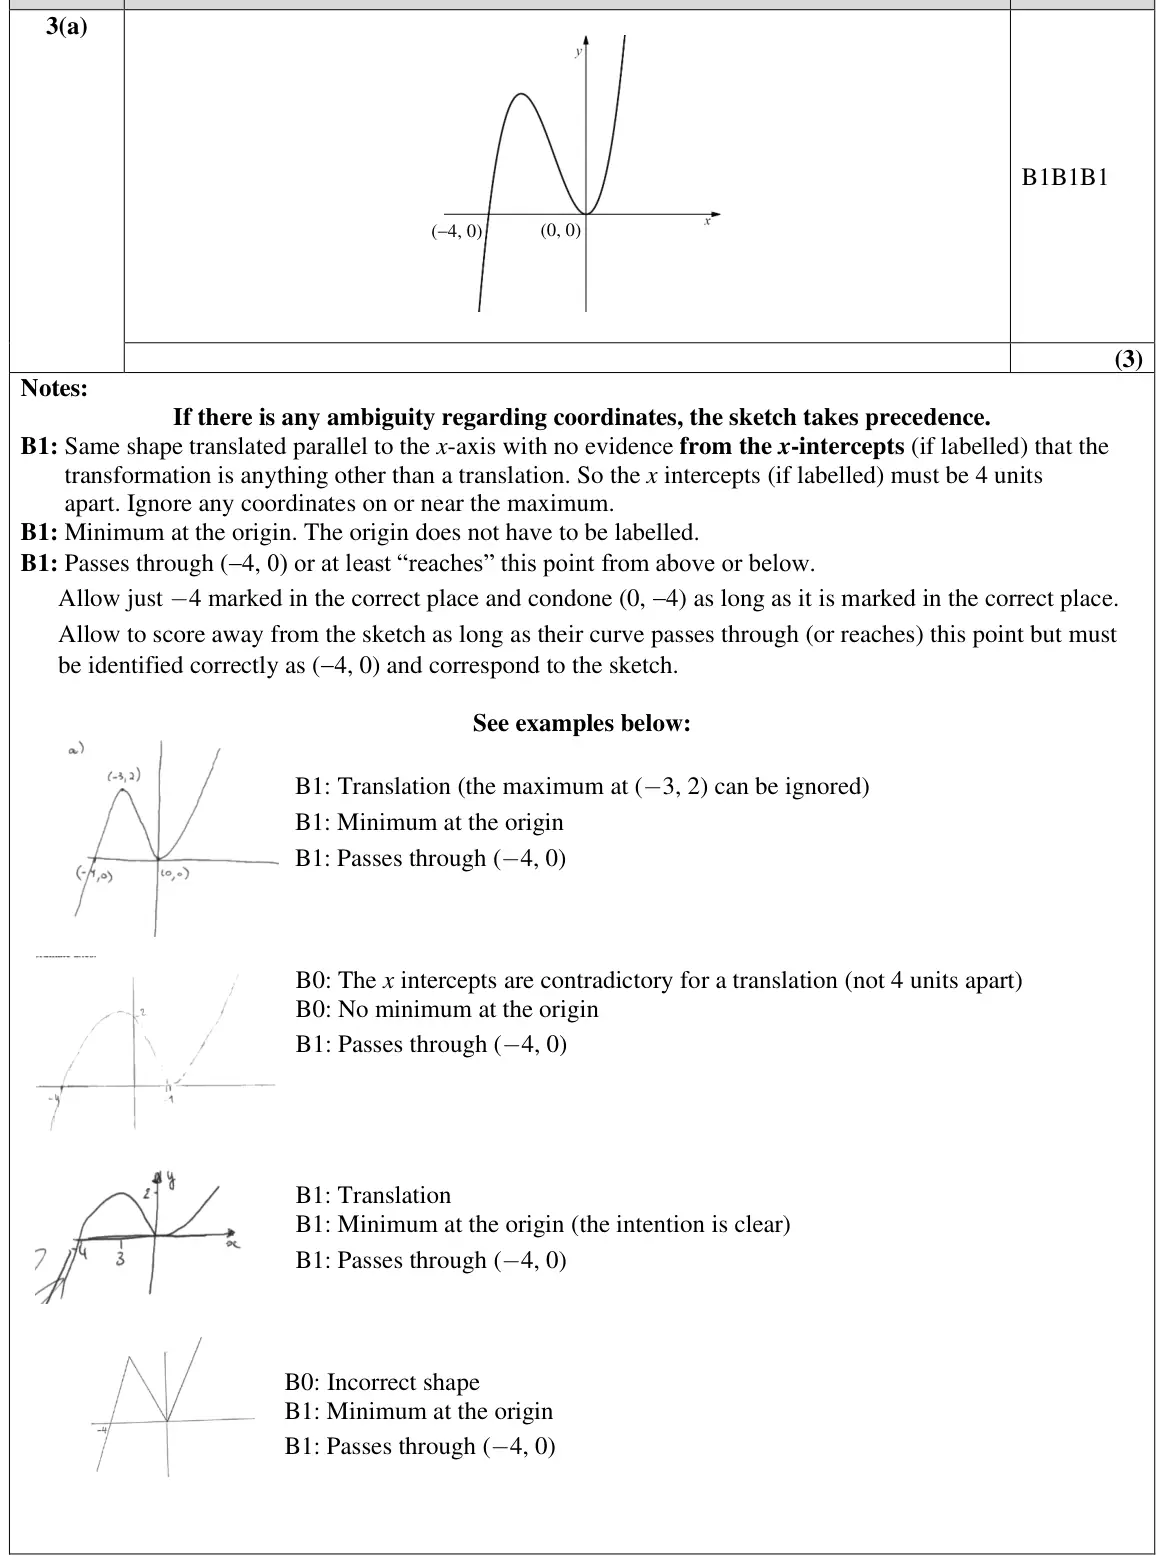 3(a)
y
x
(–4, 0)
(0, 0)
B1B1B1
(3)
Notes:
If there is any ambiguity regarding coordinates, the sketch takes precedence.
B1: Same shape translated parallel to the x-axis with no evidence from the x-intercepts (if labelled) that the
transformation is anything other than a translation. So the x intercepts (if labelled) must be 4 units
apart. Ignore any coordinates on or near the maximum.
B1: Minimum at the origin. The origin does not have to be labelled.
B1: Passes through (–4, 0) or at least “reaches” this point from above or below.
Allow just −4 marked in the correct place and condone (0, –4) as long as it is marked in the correct place.
Allow to score away from the sketch as long as their curve passes through (or reaches) this point but must
be identified correctly as (–4, 0) and correspond to the sketch.
See examples below:
a)
(-3,2)
(-4,0)
(0,0)
B1: Translation (the maximum at (−3, 2) can be ignored)
B1: Minimum at the origin
B1: Passes through (−4, 0)
2
-4
B0: The x intercepts are contradictory for a translation (not 4 units apart)
B0: No minimum at the origin
B1: Passes through (−4, 0)
y
2
-4
3
x
B1: Translation
B1: Minimum at the origin (the intention is clear)
B1: Passes through (−4, 0)
-4
B0: Incorrect shape
B1: Minimum at the origin
B1: Passes through (−4, 0)